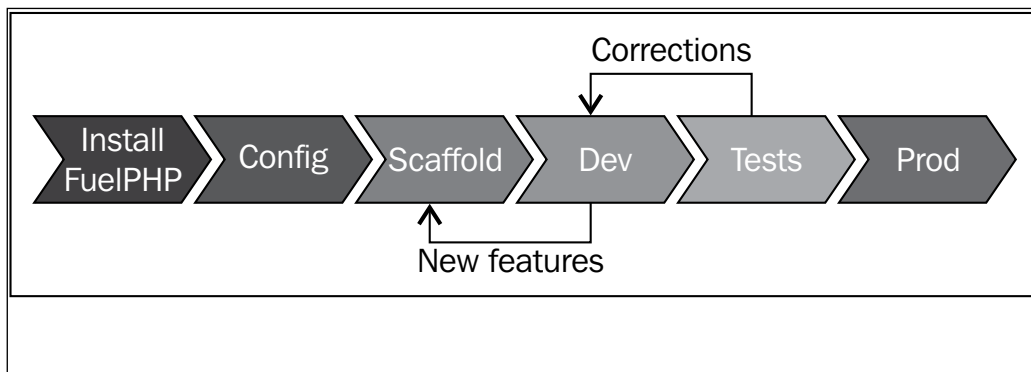 Corrections
Install
FuelPHP
Config
Scaffold
Dev
Tests
Prod
New features